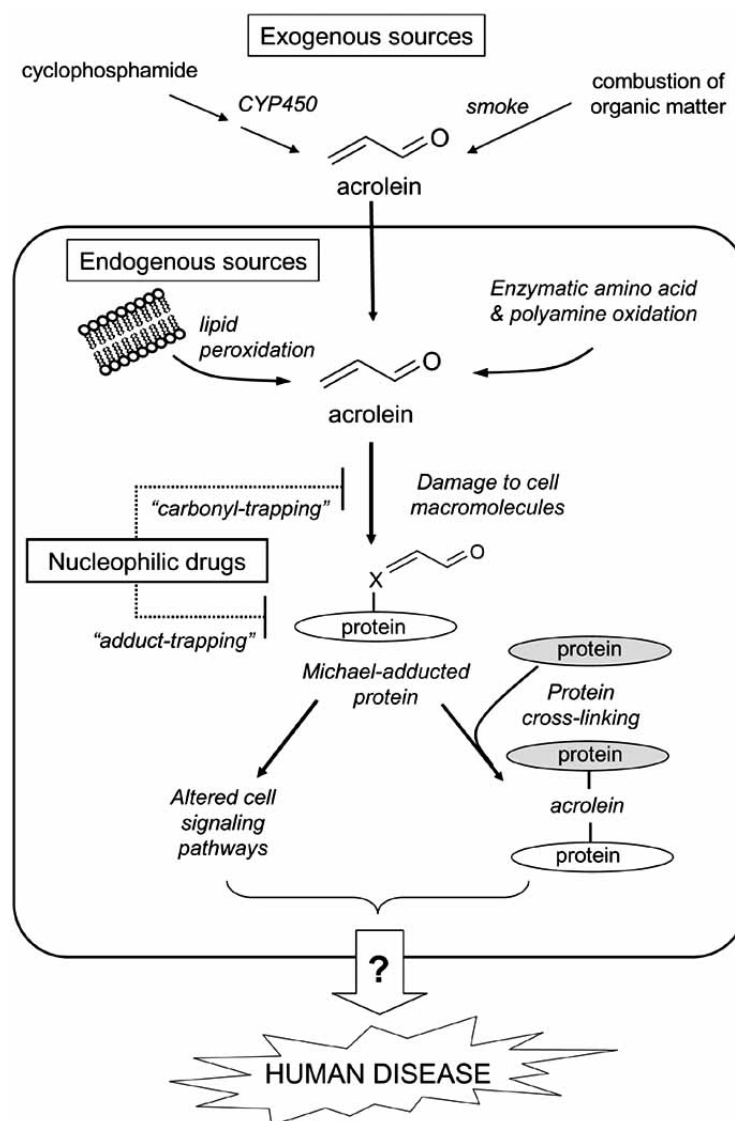 Exogenous sources
cyclophosphamide
CYP450
smoke
combustion of
organic matter
O
acrolein
Endogenous sources
lipid
peroxidation
Enzymatic amino acid
& polyamine oxidation
O
acrolein
“carbonyl-trapping”
Damage to cell
macromolecules
Nucleophilic drugs
O
X
protein
“adduct-trapping”
Michael-adducted
protein
protein
Protein
cross-linking
protein
acrolein
protein
Altered cell
signaling
pathways
?
HUMAN DISEASE